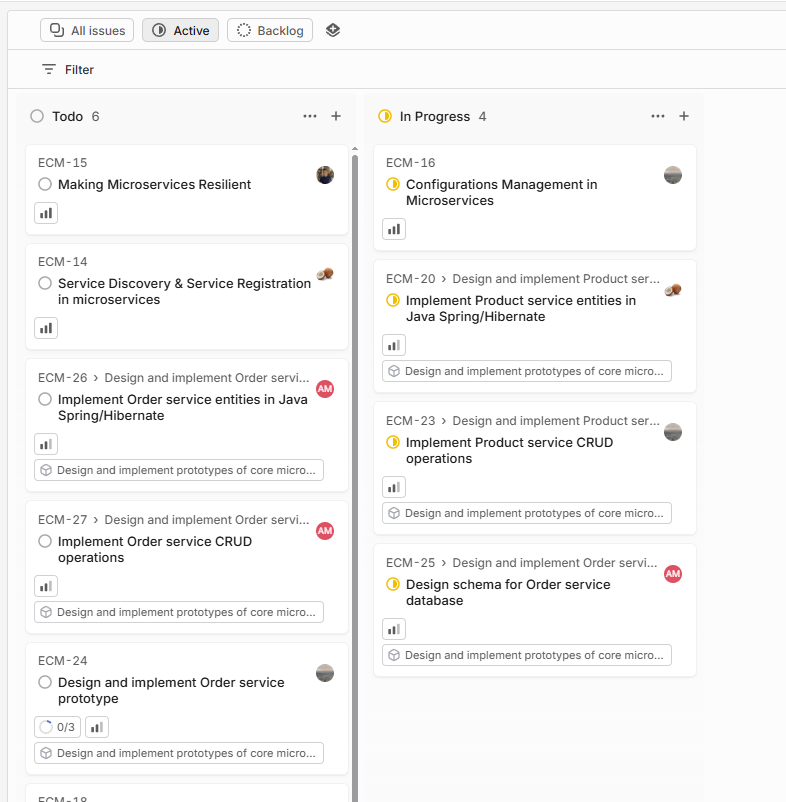 All issues
Active
Backlog
Filter
Todo 6
ECM-15
Making Microservices Resilient
ECM-14
Service Discovery & Service Registration
in microservices
ECM-26 › Design and implement Order servi...
AM
Implement Order service entities in Java
Spring/Hibernate
Design and implement prototypes of core micro...
ECM-27 › Design and implement Order servi...
AM
Implement Order service CRUD
operations
Design and implement prototypes of core micro...
ECM-24
Design and implement Order service
prototype
0/3
Design and implement prototypes of core micro...
ECM-18
In Progress 4
ECM-16
Configurations Management in
Microservices
ECM-20 › Design and implement Product ser...
Implement Product service entities in
Java Spring/Hibernate
Design and implement prototypes of core micro...
ECM-23 › Design and implement Product ser...
Implement Product service CRUD
operations
Design and implement prototypes of core micro...
ECM-25 › Design and implement Order servi...
AM
Design schema for Order service
database
Design and implement prototypes of core micro...